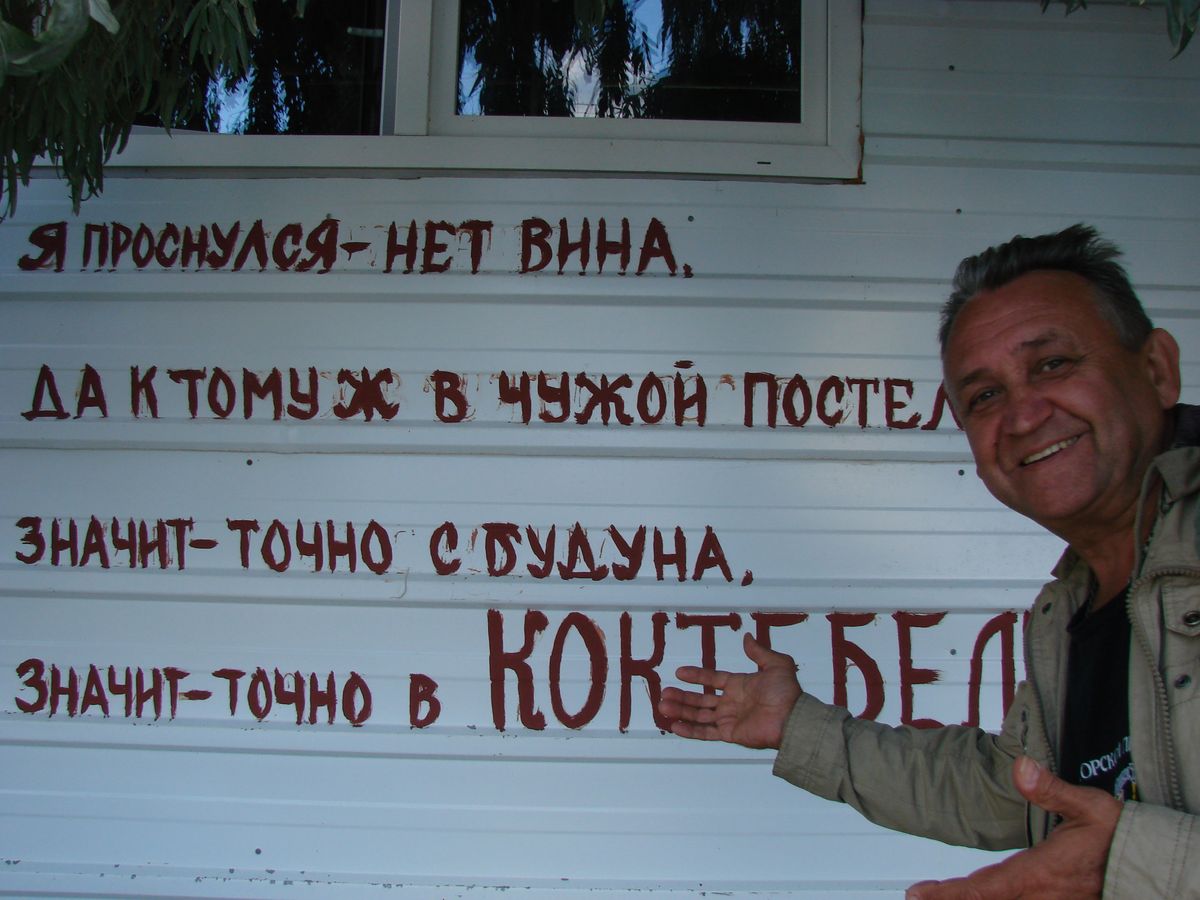 Я ПРОСНУЛСЯ-НЕТ ВИНА.
ДА К ТОМУ Ж В ЧУЖОЙ ПОСТЕЛ
ЗНАЧИТ-ТОЧНО С БУДУНА,
ЗНАЧИТ-ТОЧНО В КОКТЕБЕЛ